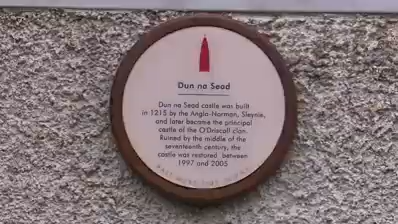 Dun na Sead
Dun na Sead castle was built
in 1215 by the Anglo-Norman, Sleynie,
and later became the principal
castle of the O'Driscoll clan.
Ruined by the middle of the
seventeenth century, the
castle was restored between
1997 and 2005